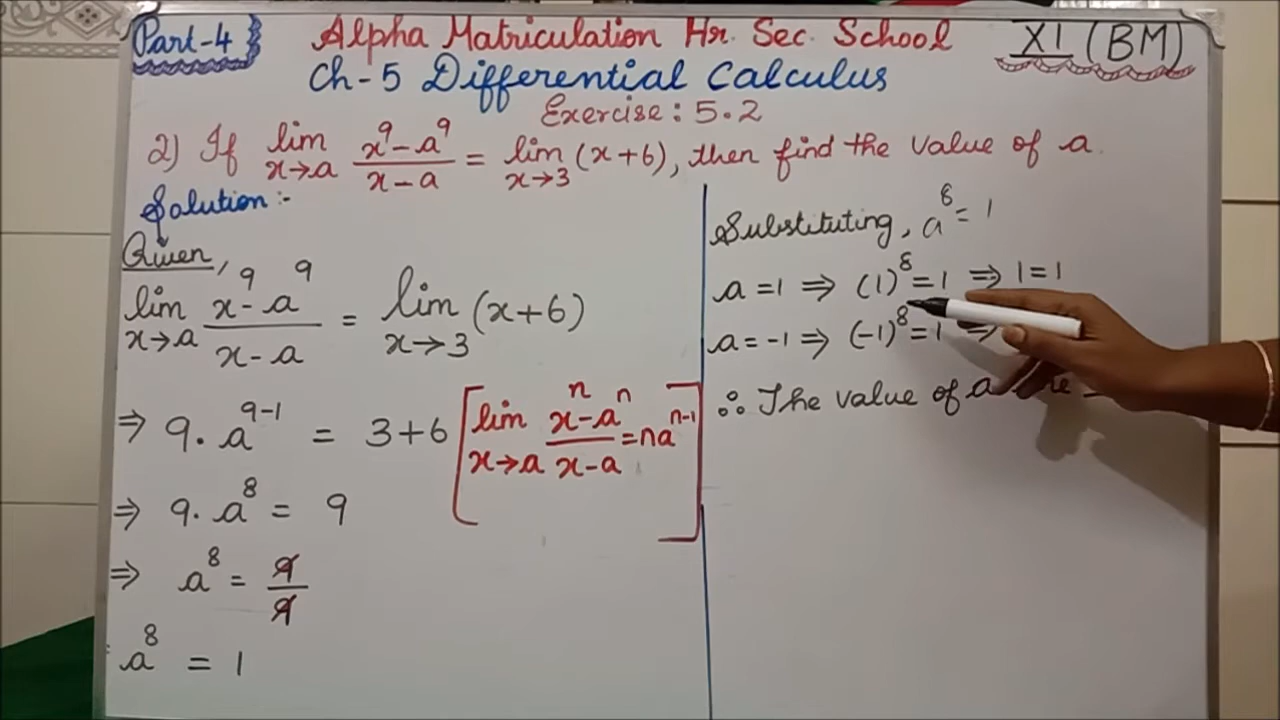 Part-4
Alpha Matriculation Hr. Sec. School
XI (BM)
Ch-5 Differential Calculus
Exercise: 5.2
2) If lim x→a (x⁹-a⁹)/(x-a) = lim x→3 (x+6), then find the value of a.
Solution:-
Given,
lim x→a (x⁹-a⁹)/(x-a) = lim x→3 (x+6)
⇒ 9.a⁹⁻¹ = 3+6 [lim x→a (xⁿ-aⁿ)/(x-a) = naⁿ⁻¹]
⇒ 9.a⁸ = 9
⇒ a⁸ = 9/9
a⁸ = 1
Substituting, a⁸ = 1
a = 1 ⇒ (1)⁸ = 1 ⇒ 1 = 1
a = -1 ⇒ (-1)⁸ = 1 ⇒
∴ The value of a